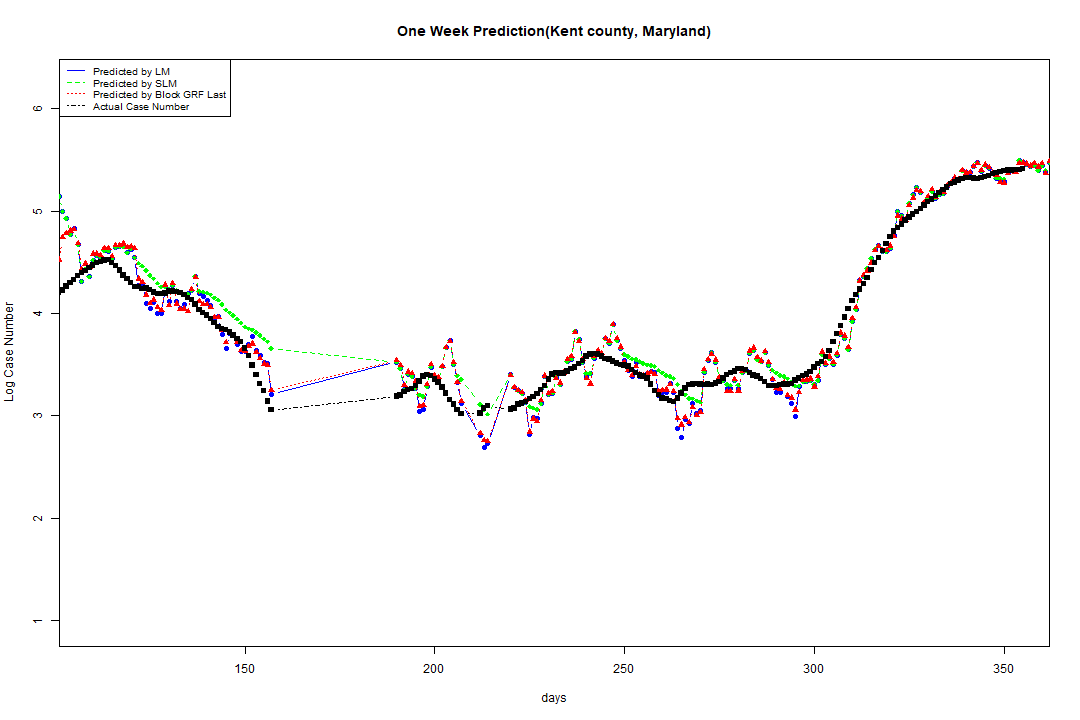 One Week Prediction(Kent county, Maryland)
Predicted by LM
Predicted by SLM
Predicted by Block GRF Last
Actual Case Number
6
5
4
3
2
1
Log Case Number
150 200 250 300 350
days